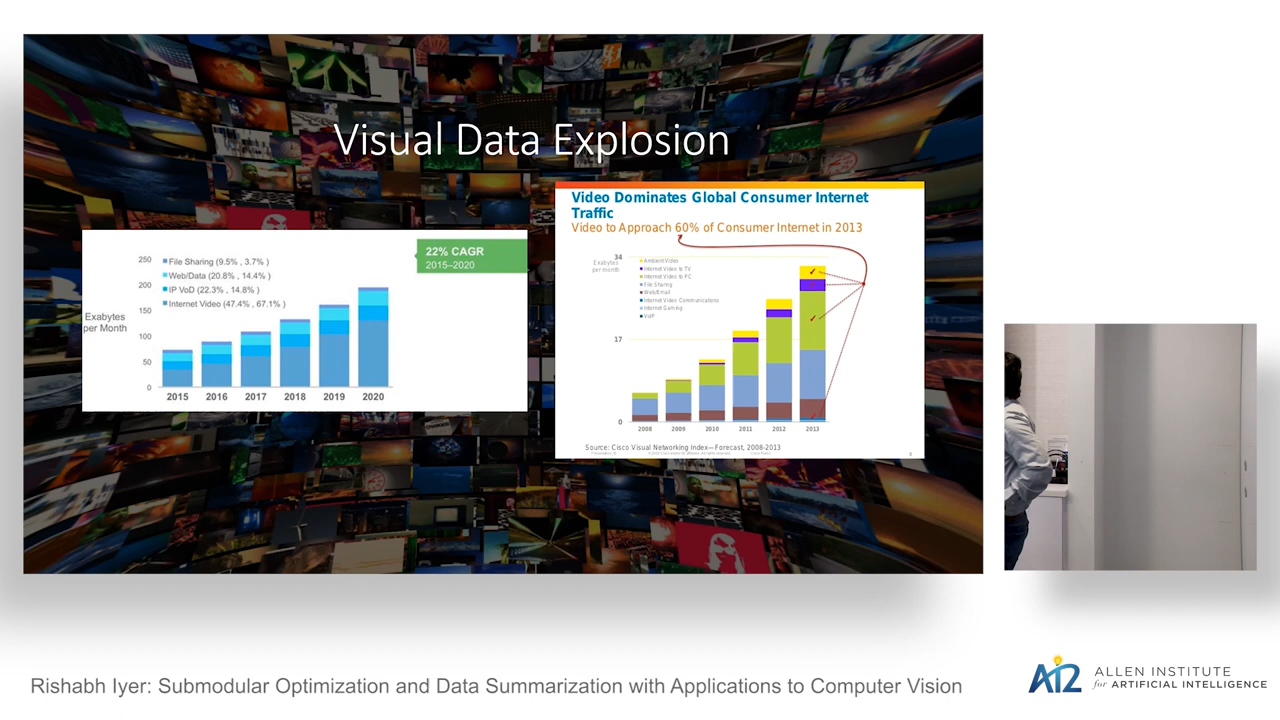 Visual Data Explosion
22% CAGR
2015–2020
File Sharing (9.5% , 3.7% )
Web/Data (20.8% , 14.4% )
IP VoD (22.3% , 14.8% )
Internet Video (47.4% , 67.1% )
Exabytes
per Month
250
200
150
100
50
0
2015 2016 2017 2018 2019 2020
Video Dominates Global Consumer Internet
Traffic
Video to Approach 60% of Consumer Internet in 2013
Exabytes
per month
34
17
0
Ambient Video
Internet Video to TV
Internet Video to PC
File Sharing
Web/Email
Internet Video Communications
Internet Gaming
VoIP
2008 2009 2010 2011 2012 2013
Source: Cisco Visual Networking Index—Forecast, 2008-2013
Rishabh Iyer: Submodular Optimization and Data Summarization with Applications to Computer Vision
AI2
ALLEN INSTITUTE
for ARTIFICIAL INTELLIGENCE